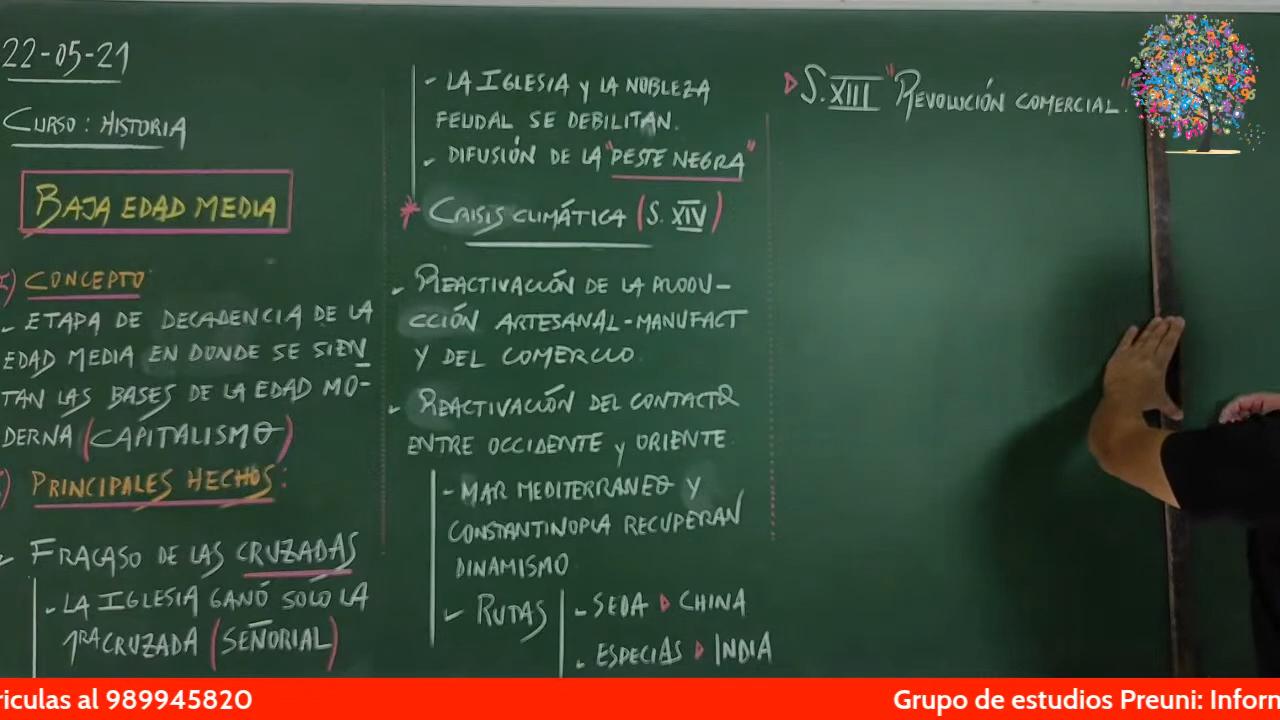 22-05-21
CURSO: HISTORIA
BAJA EDAD MEDIA
I) CONCEPTO
- ETAPA DE DECADENCIA DE LA
EDAD MEDIA EN DONDE SE SIEN
TAN LAS BASES DE LA EDAD MO-
DERNA (CAPITALISMO)
) PRINCIPALES HECHOS:
- FRACASO DE LAS CRUZADAS
- LA IGLESIA GANÓ SOLO LA
1RA CRUZADA (SEÑORIAL)
- LA IGLESIA Y LA NOBLEZA
FEUDAL SE DEBILITAN.
- DIFUSIÓN DE LA "PESTE NEGRA"
* CRISIS CLIMÁTICA (S. XIV)
- REACTIVACIÓN DE LA PRODU-
CCIÓN ARTESANAL-MANUFACT
Y DEL COMERCIO.
- REACTIVACIÓN DEL CONTACTO
ENTRE OCCIDENTE Y ORIENTE.
- MAR MEDITERRANEO Y
CONSTANTINOPLA RECUPERAN
DINAMISMO
- RUTAS
- SEDA ▷ CHINA
- ESPECIAS ▷ INDIA
▷ S. XIII "REVOLUCIÓN COMERCIAL."
riculas al 989945820
Grupo de estudios Preuni: Inforn